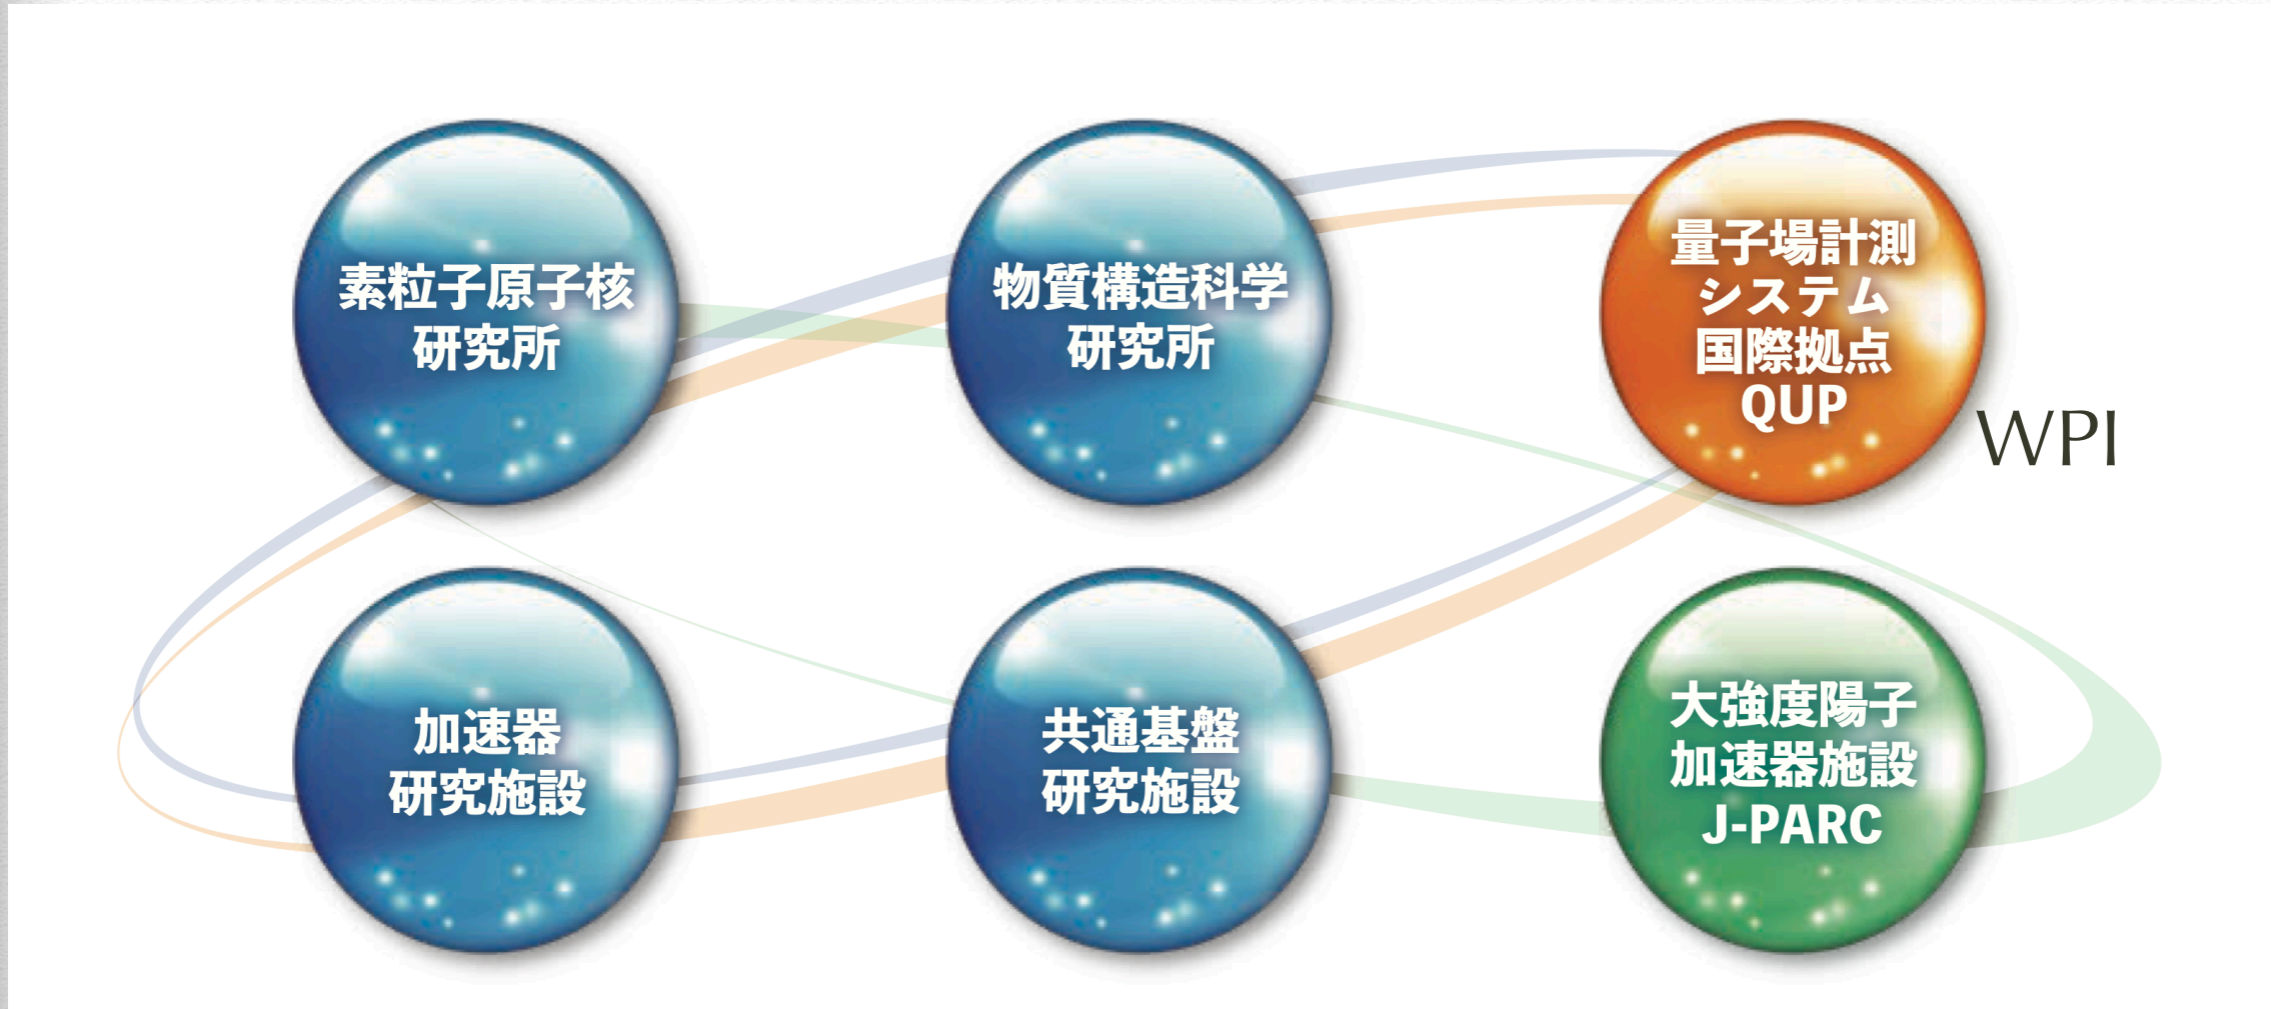 素粒子原子核
研究所
物質構造科学
研究所
量子場計測
システム
国際拠点
QUP
WPI
加速器
研究施設
共通基盤
研究施設
大強度陽子
加速器施設
J-PARC